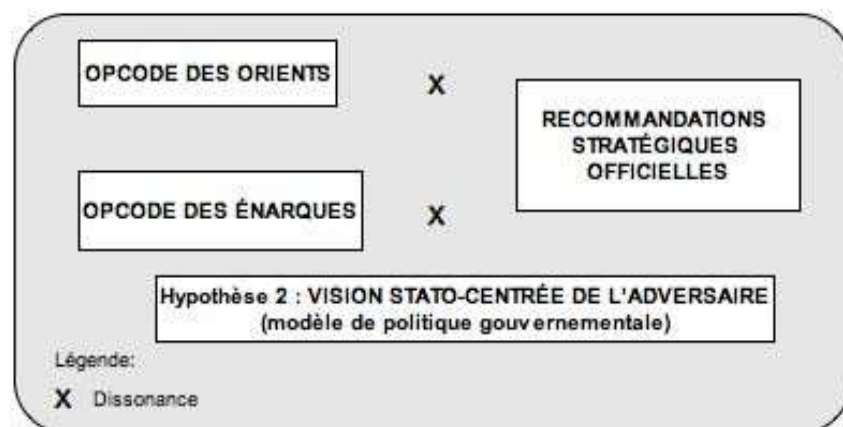 OPCODE DES ORIENTS
X
RECOMMANDATIONS
STRATÉGIQUES
OFFICIELLES
OPCODE DES ÉNARQUES
X
Hypothèse 2 : VISION STATO-CENTRÉE DE L'ADVERSAIRE
(modèle de politique gouvernementale)
Légende:
X Dissonance